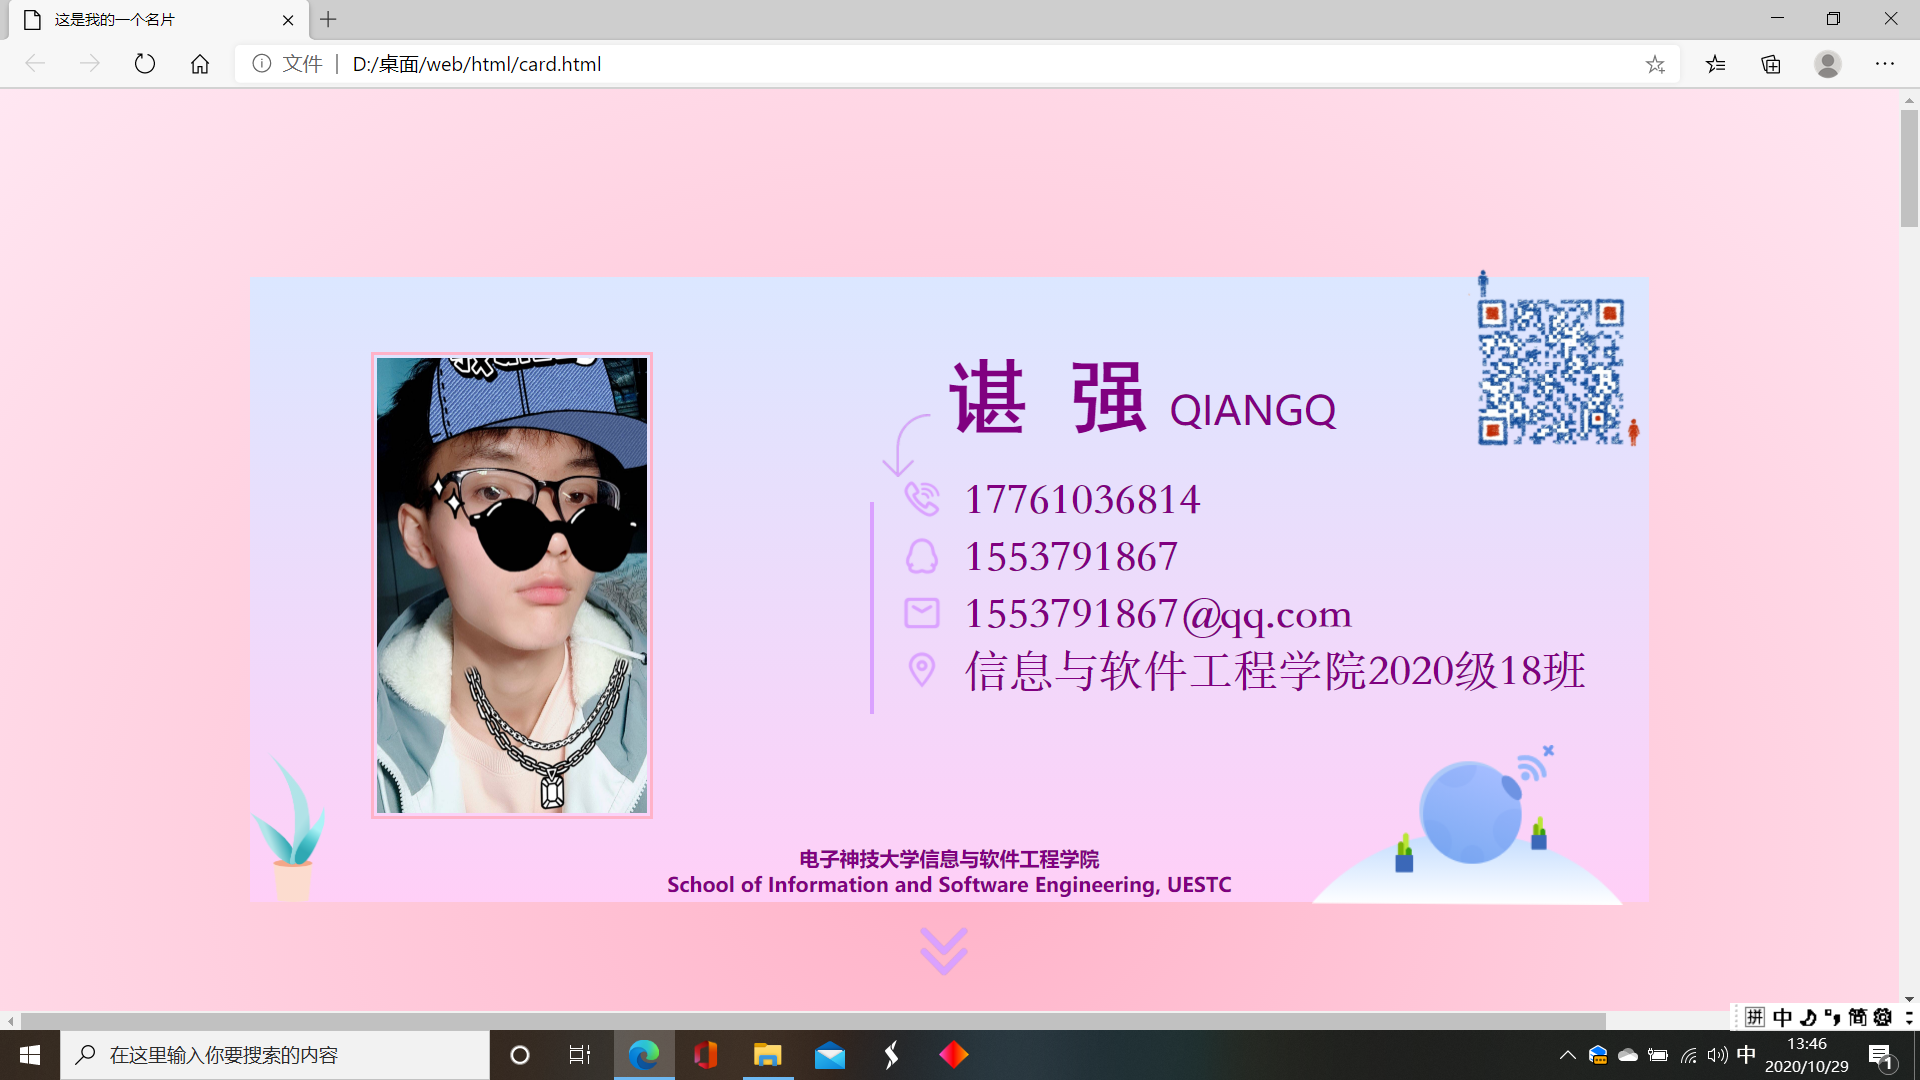 这是我的一个名片
文件 | D:/桌面/web/html/card.html
谌 强 QIANGQ
17761036814
1553791867
1553791867@qq.com
信息与软件工程学院2020级18班
电子神技大学信息与软件工程学院
School of Information and Software Engineering, UESTC
拼 中 简
在这里输入你要搜索的内容
中
13:46
2020/10/29
1